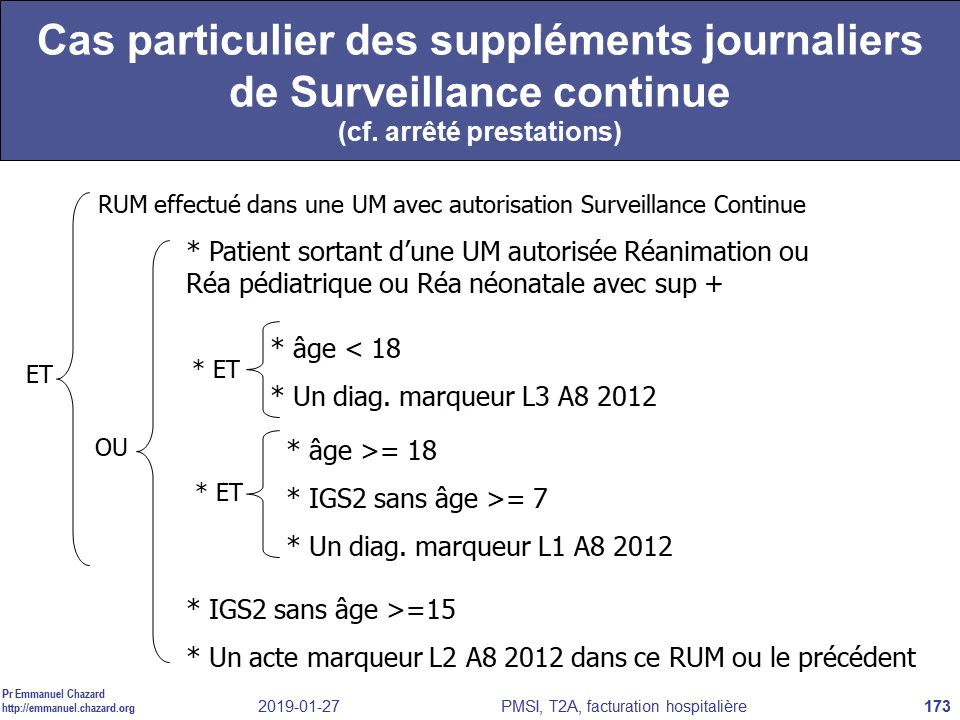 Cas particulier des suppléments journaliers
de Surveillance continue
(cf. arrêté prestations)
RUM effectué dans une UM avec autorisation Surveillance Continue
* Patient sortant d’une UM autorisée Réanimation ou
Réa pédiatrique ou Réa néonatale avec sup +
* âge < 18
* ET
ET
* Un diag. marqueur L3 A8 2012
OU
* âge >= 18
* ET
* IGS2 sans âge >= 7
* Un diag. marqueur L1 A8 2012
* IGS2 sans âge >=15
* Un acte marqueur L2 A8 2012 dans ce RUM ou le précédent
Pr Emmanuel Chazard
http://emmanuel.chazard.org
2019-01-27
PMSI, T2A, facturation hospitalière
173